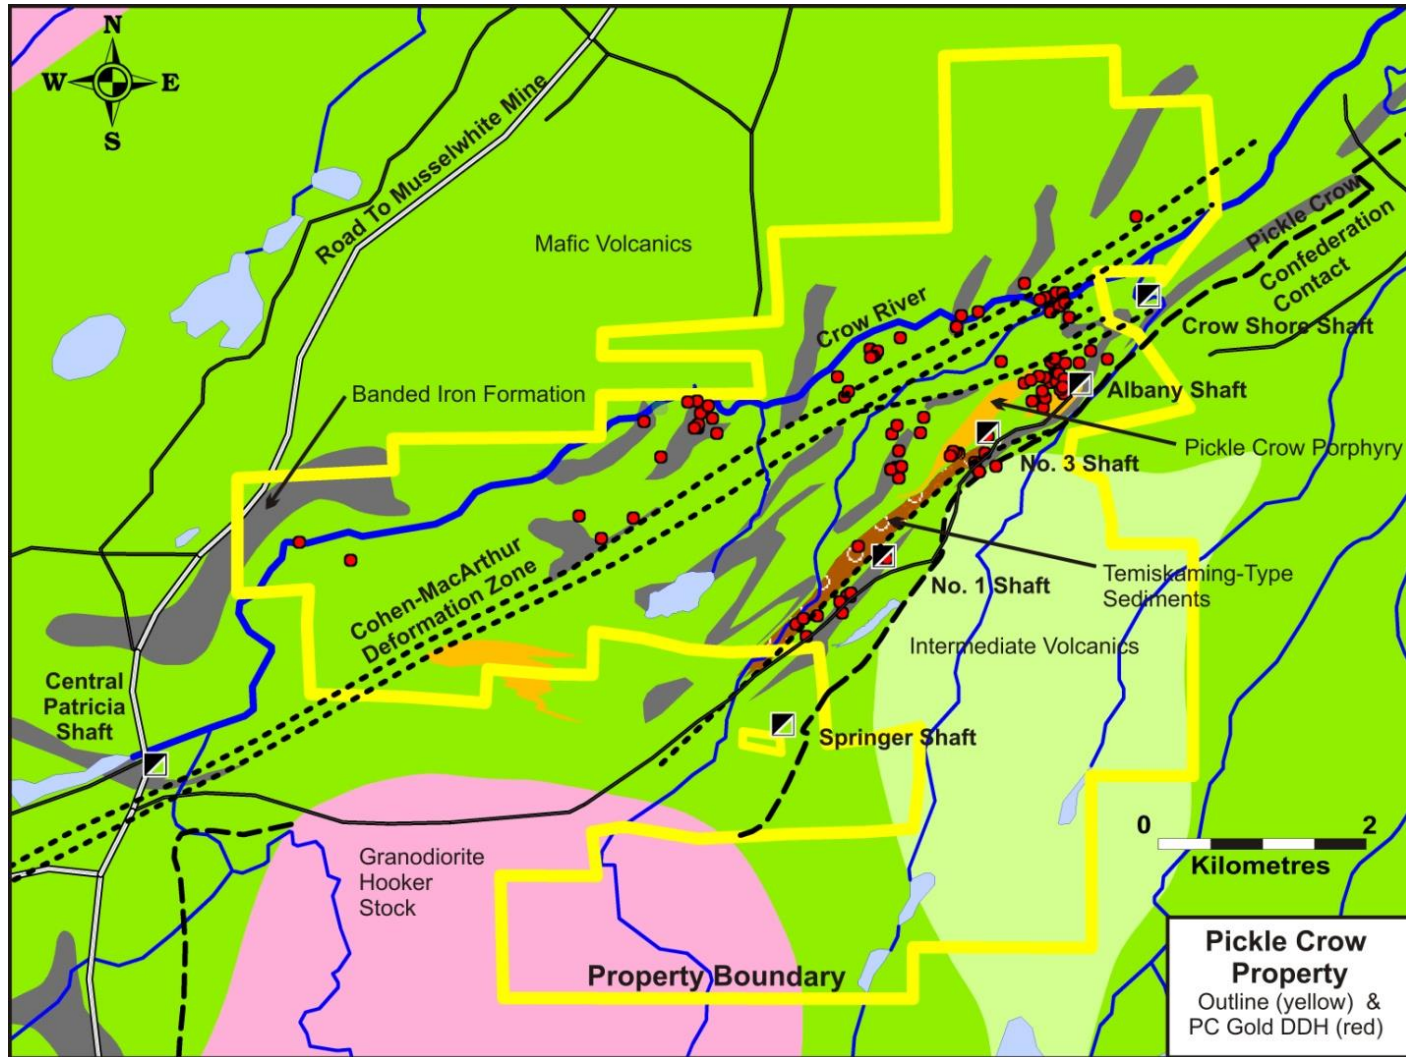 N
W E
S
Road To Musselwhite Mine
Mafic Volcanics
Crow River
Pickle Crow
Confederation
Contact
Crow Shore Shaft
Banded Iron Formation
Albany Shaft
Pickle Crow Porphyry
No. 3 Shaft
Cohen-MacArthur
Deformation Zone
No. 1 Shaft
Temiskaming-Type
Sediments
Intermediate Volcanics
Central
Patricia
Shaft
Springer Shaft
0 2
Kilometres
Granodiorite
Hooker
Stock
Property Boundary
Pickle Crow
Property
Outline (yellow) &
PC Gold DDH (red)